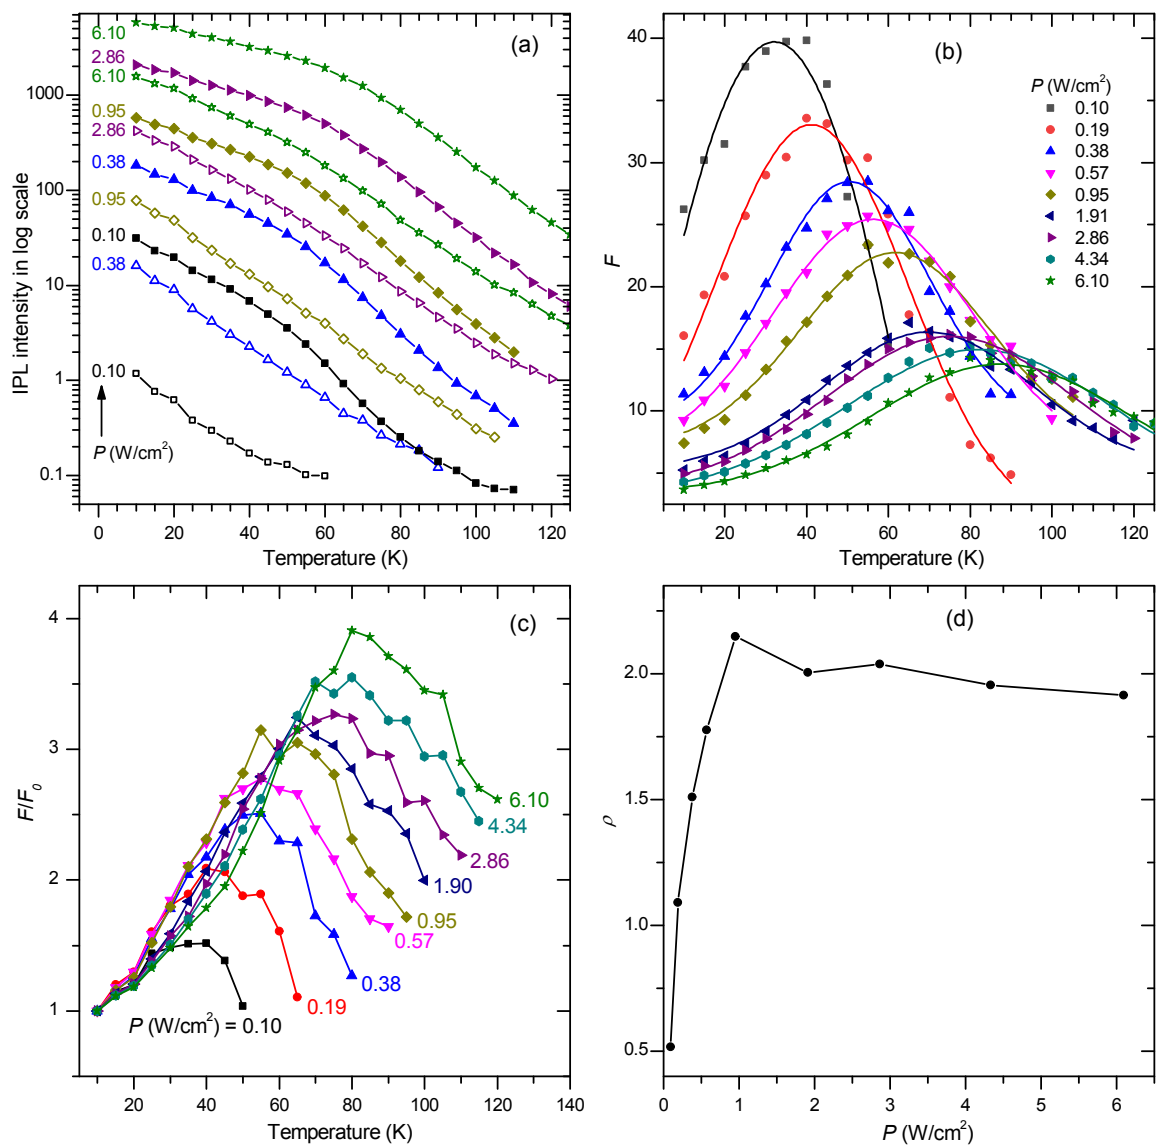 (a)
6.10
2.86
6.10
0.95
2.86
0.38
0.95
0.10
0.38
0.10
P (W/cm²)
1000
100
10
1
0.1
IPL intensity in log scale
0 20 40 60 80 100 120
Temperature (K)
(b)
P (W/cm²)
0.10
0.19
0.38
0.57
0.95
1.91
2.86
4.34
6.10
40
30
20
10
F
20 40 60 80 100 120
Temperature (K)
(c)
4
3
2
1
F/F₀
6.10
4.34
2.86
1.90
0.95
0.57
0.38
0.19
P (W/cm²) = 0.10
20 40 60 80 100 120 140
Temperature (K)
(d)
2.0
1.5
1.0
0.5
ρ
0 1 2 3 4 5 6
P (W/cm²)